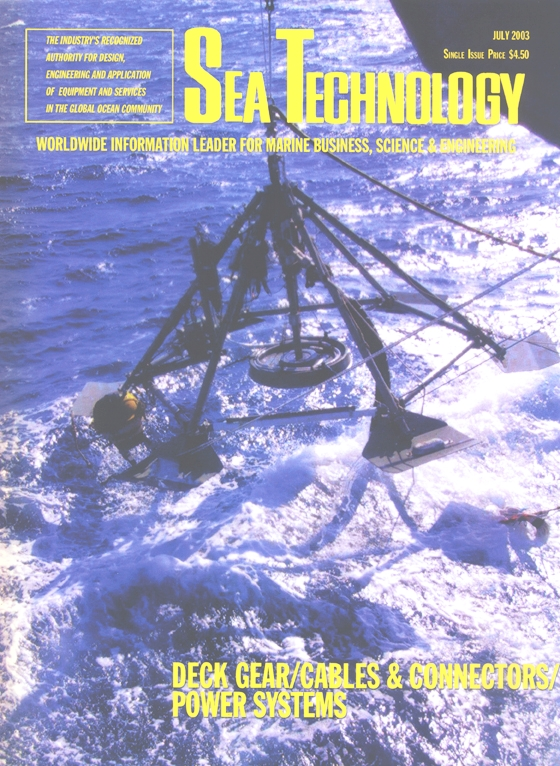 THE INDUSTRY'S RECOGNIZED
AUTHORITY FOR DESIGN,
ENGINEERING AND APPLICATION
OF EQUIPMENT AND SERVICES
IN THE GLOBAL OCEAN COMMUNITY
JULY 2003
SINGLE ISSUE PRICE $4.50
SEA TECHNOLOGY
WORLDWIDE INFORMATION LEADER FOR MARINE BUSINESS, SCIENCE & ENGINEERING
DECK GEAR/CABLES & CONNECTORS/
POWER SYSTEMS